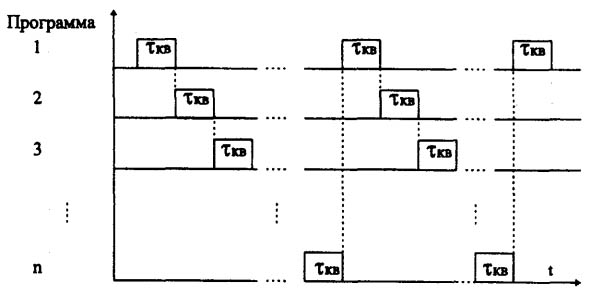 Программа
1 τкв τкв τкв
.... ....
2 τкв τкв
.... ....
3 τкв τкв
.... ....
n τкв τкв t
.... ....